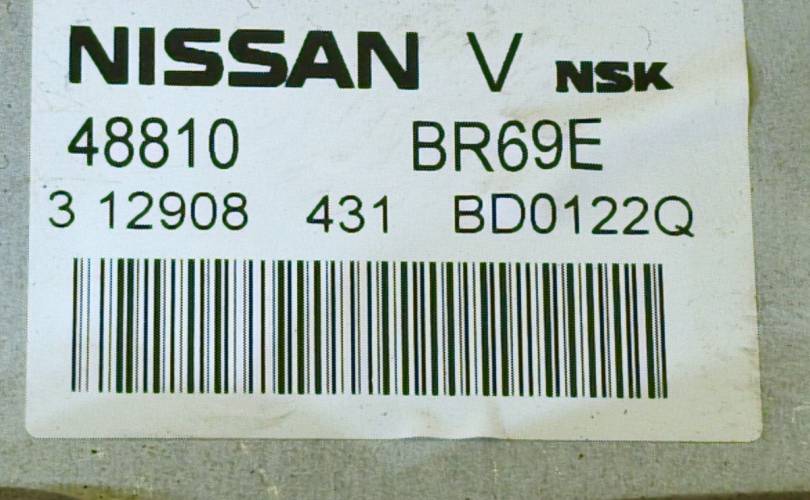 NISSAN V NSK
48810 BR69E
3 12908 431 BD0122Q